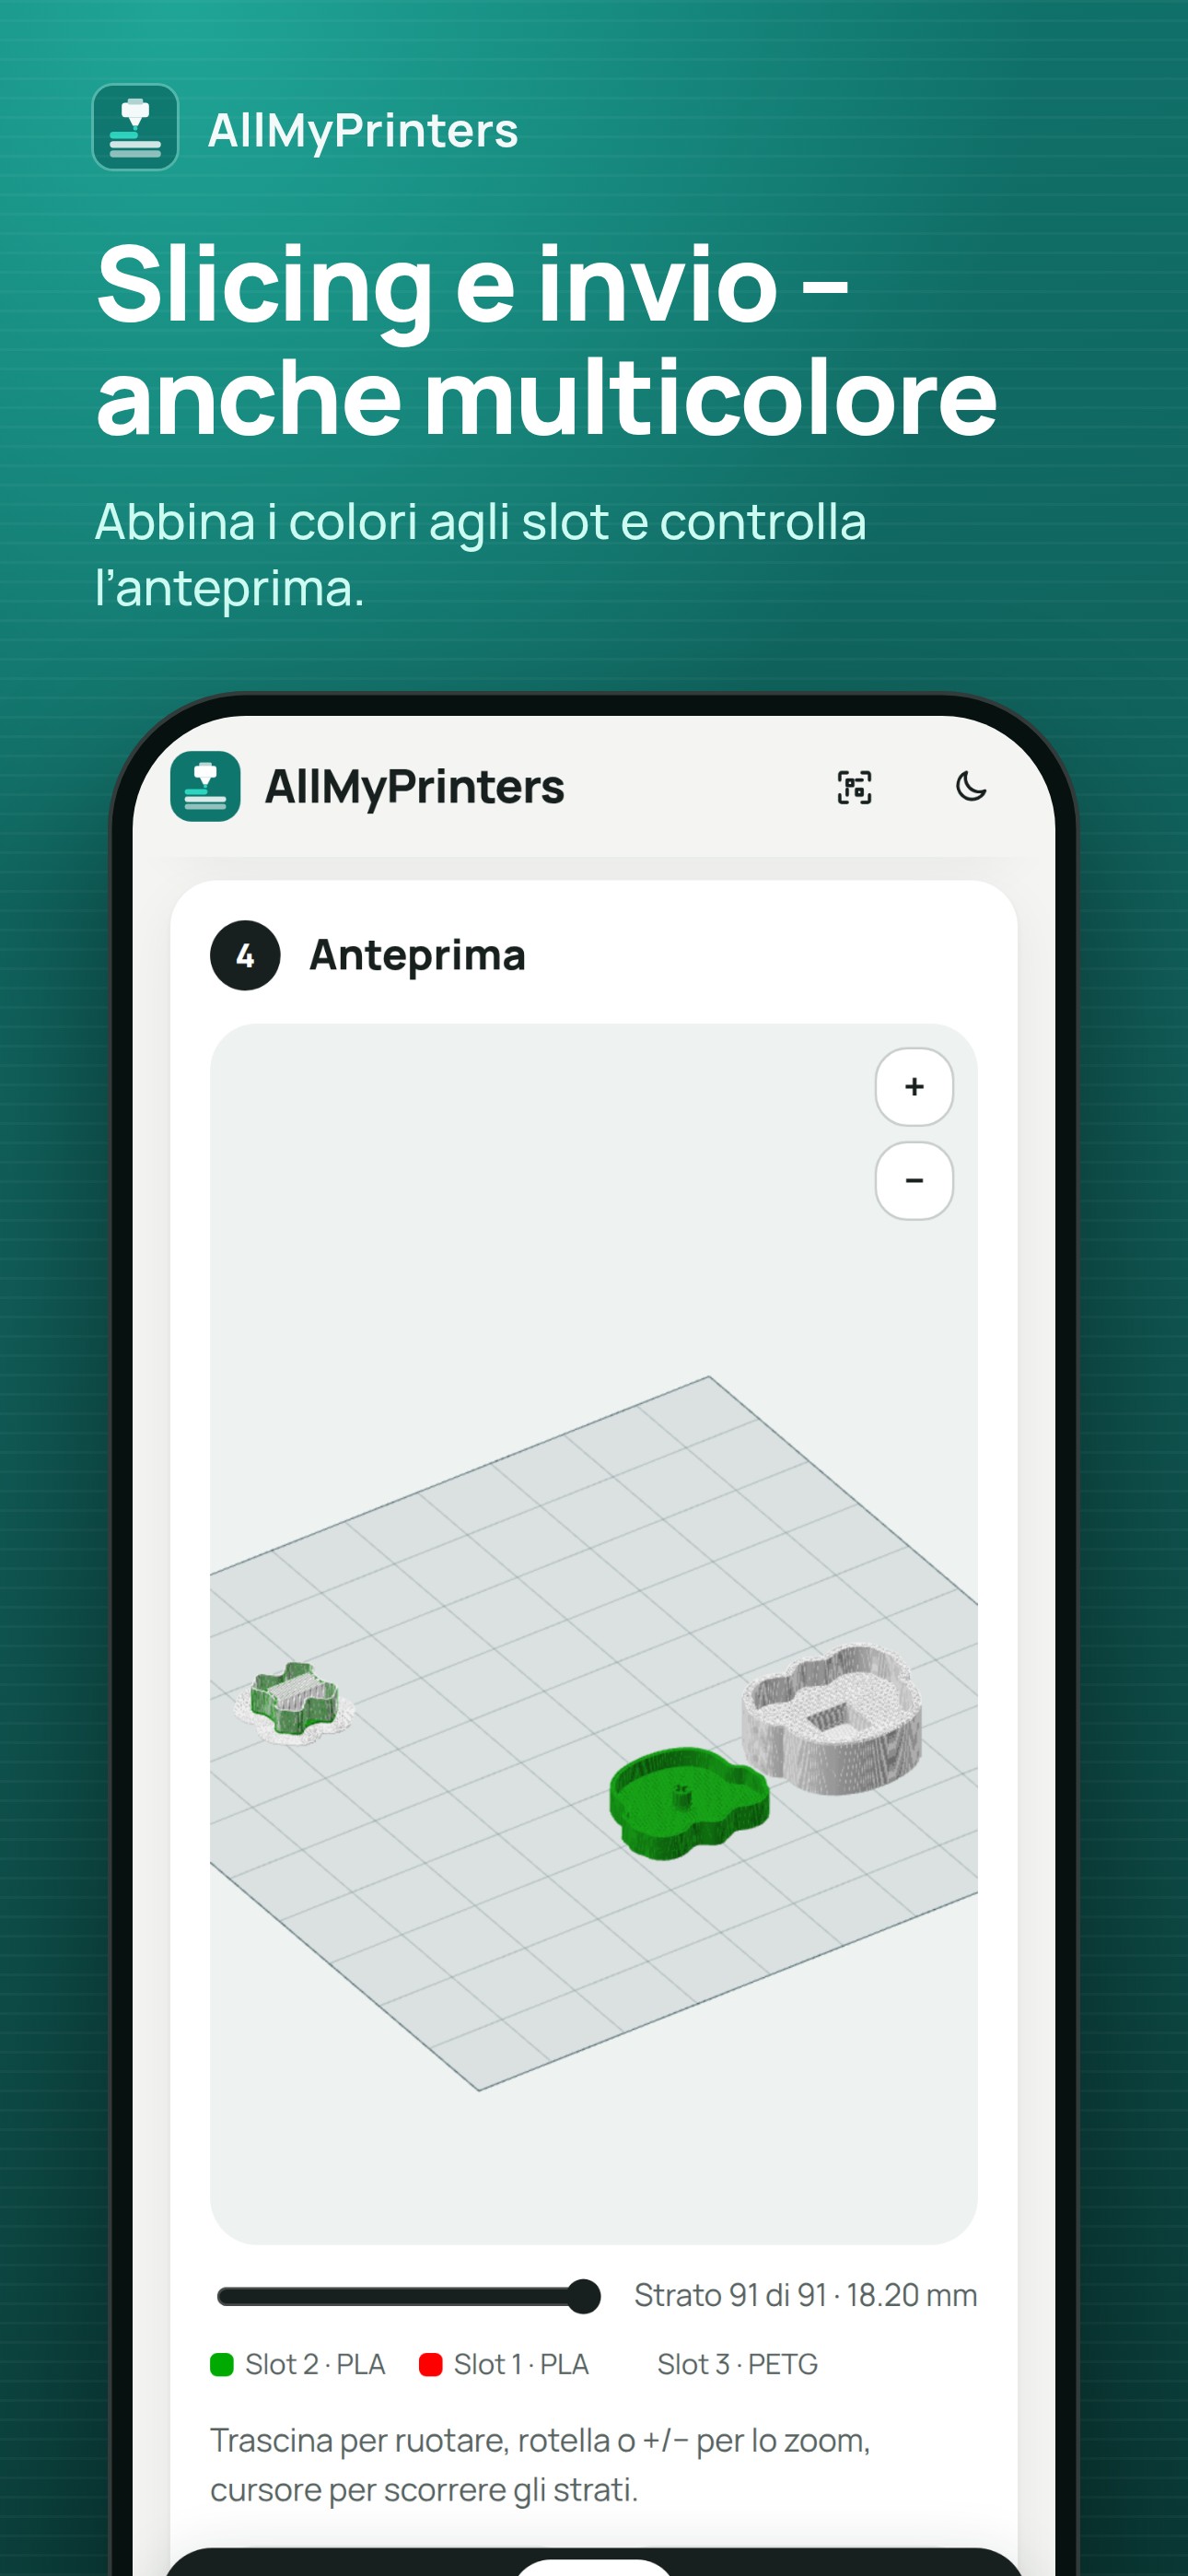 AllMyPrinters
Slicing e invio –
anche multicolore
Abbina i colori agli slot e controlla
l’anteprima.
AllMyPrinters
4 Anteprima
+
−
Strato 91 di 91 · 18.20 mm
Slot 2 · PLA Slot 1 · PLA Slot 3 · PETG
Trascina per ruotare, rotella o +/− per lo zoom,
cursore per scorrere gli strati.